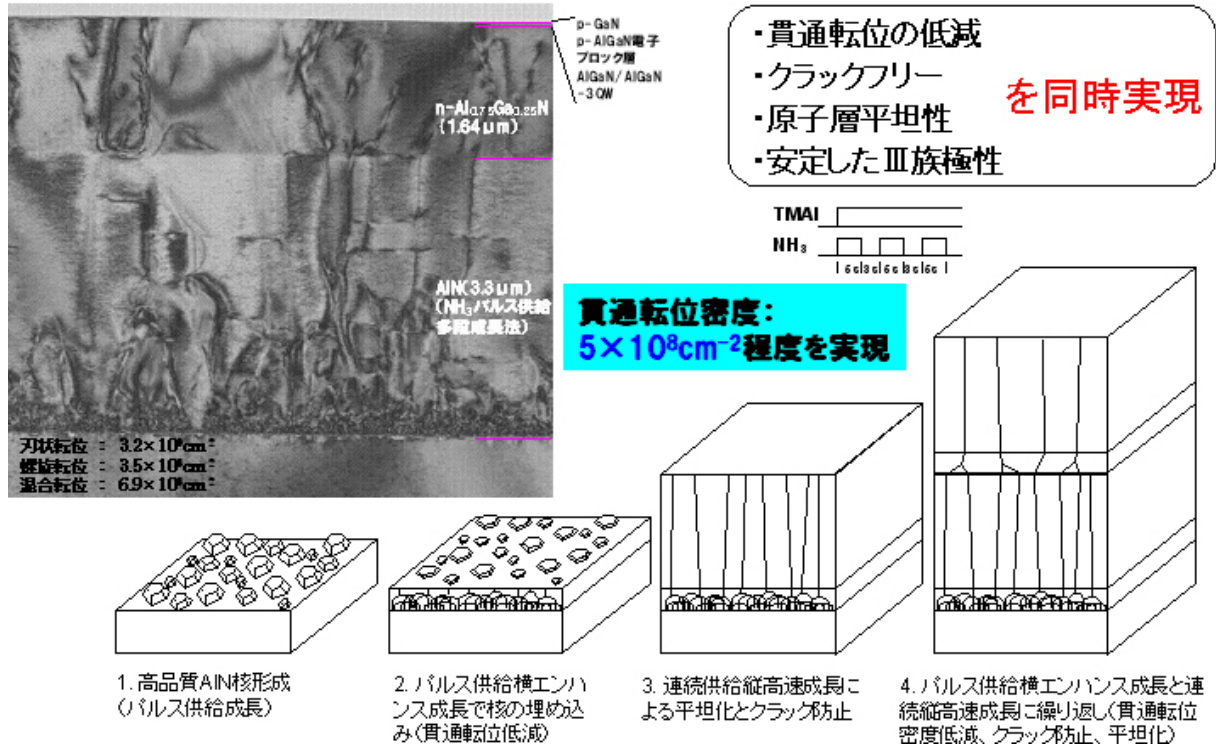 p-GaN
p-AlGaN電子
ブロック層
AlGaN/AlGaN
-3QW
n-Al0.75Ga0.25N
(1.64μm)
AlN(3.3μm)
(NH3パルス供給
多段成長法)
刃状転位 : 3.2×10 cm
螺旋転位 : 3.5×10 cm
混合転位 : 6.9×10 cm
・貫通転位の低減
・クラックフリー
・原子層平坦性
・安定したⅢ族極性
を同時実現
TMAl
NH3
5s 3s 5s 3s 5s
貫通転位密度:
5×10⁸cm⁻²程度を実現
1. 高品質AlN核形成
(パルス供給成長)
2. パルス供給横エンハ
ンス成長で核の埋め込
み(貫通転位低減)
3. 連続供給縦高速成長に
よる平坦化とクラック防止
4. パルス供給横エンハンス成長と連
続縦高速成長に繰り返し(貫通転位
密度低減、クラック防止、平坦化)